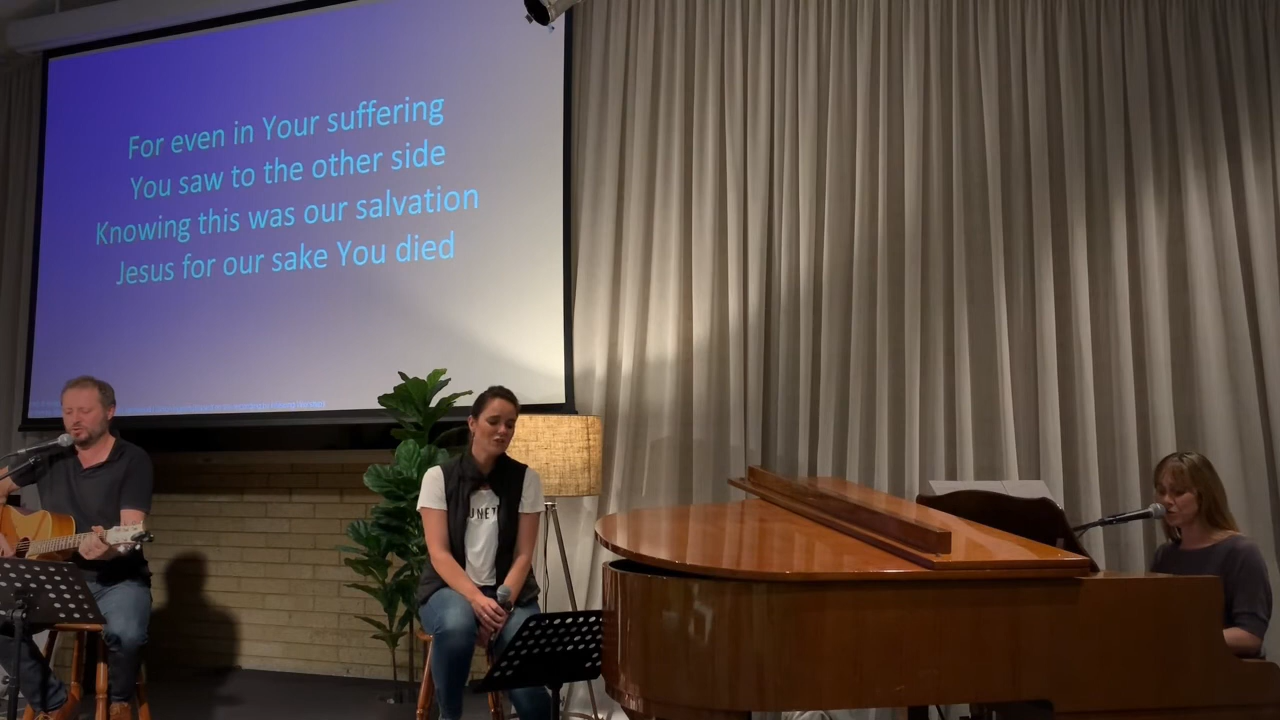 For even in Your suffering
You saw to the other side
Knowing this was our salvation
Jesus for our sake You died